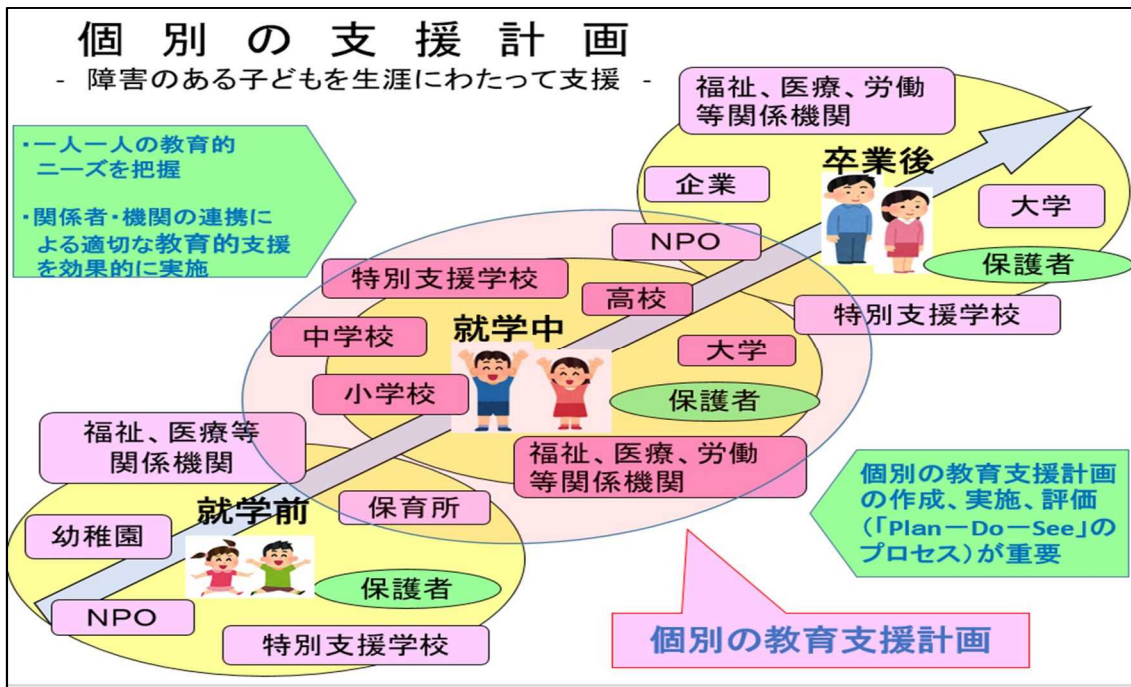 個別の支援計画
- 障害のある子どもを生涯にわたって支援 -
・一人一人の教育的
ニーズを把握
・関係者・機関の連携に
よる適切な教育的支援
を効果的に実施
福祉、医療、労働
等関係機関
卒業後
企業
大学
NPO
保護者
特別支援学校
特別支援学校
高校
中学校
就学中
大学
小学校
保護者
福祉、医療、労働
等関係機関
福祉、医療等
関係機関
就学前
保育所
幼稚園
保護者
NPO
特別支援学校
個別の教育支援計画
の作成、実施、評価
(「Plan－Do－See」の
プロセス)が重要
個別の教育支援計画